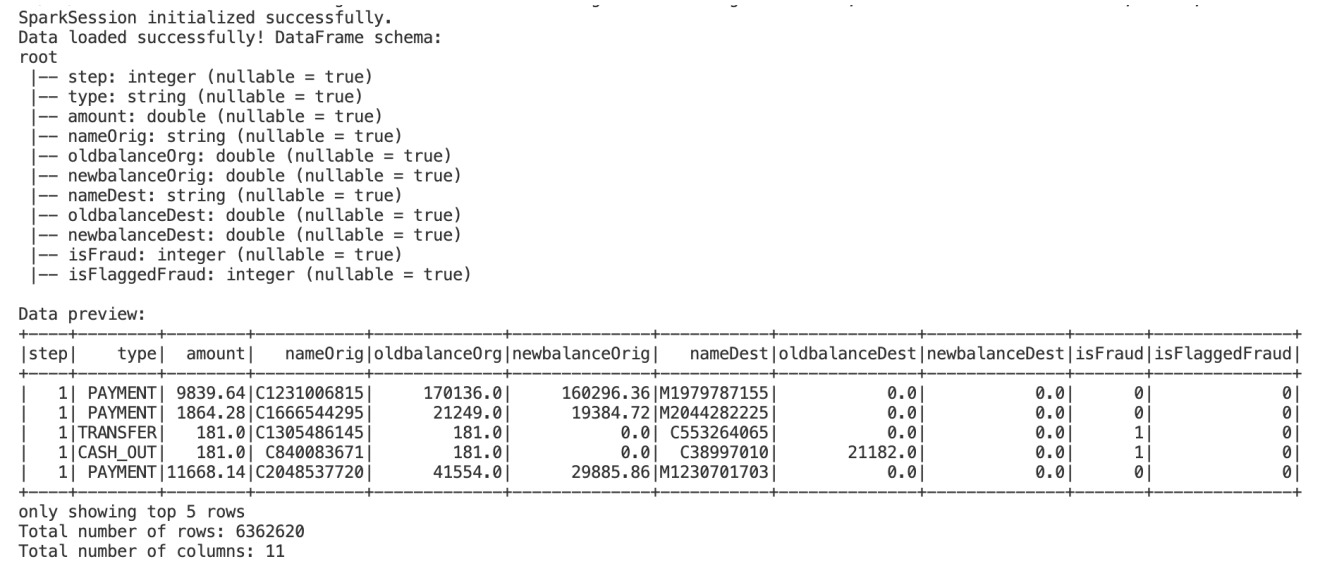 SparkSession initialized successfully.
Data loaded successfully! DataFrame schema:
root
 |-- step: integer (nullable = true)
 |-- type: string (nullable = true)
 |-- amount: double (nullable = true)
 |-- nameOrig: string (nullable = true)
 |-- oldbalanceOrg: double (nullable = true)
 |-- newbalanceOrig: double (nullable = true)
 |-- nameDest: string (nullable = true)
 |-- oldbalanceDest: double (nullable = true)
 |-- newbalanceDest: double (nullable = true)
 |-- isFraud: integer (nullable = true)
 |-- isFlaggedFraud: integer (nullable = true)

Data preview:
+----+--------+--------+-----------+-------------+--------------+-----------+--------------+--------------+-------+--------------+
|step|    type|  amount|   nameOrig|oldbalanceOrg|newbalanceOrig|   nameDest|oldbalanceDest|newbalanceDest|isFraud|isFlaggedFraud|
+----+--------+--------+-----------+-------------+--------------+-----------+--------------+--------------+-------+--------------+
|   1| PAYMENT| 9839.64|C1231006815|     170136.0|     160296.36|M1979787155|           0.0|           0.0|      0|             0|
|   1| PAYMENT| 1864.28|C1666544295|      21249.0|      19384.72|M2044282225|           0.0|           0.0|      0|             0|
|   1|TRANSFER|   181.0|C1305486145|        181.0|           0.0| C553264065|           0.0|           0.0|      1|             0|
|   1|CASH_OUT|   181.0| C840083671|        181.0|           0.0|  C38997010|       21182.0|           0.0|      1|             0|
|   1| PAYMENT|11668.14|C2048537720|      41554.0|      29885.86|M1230701703|           0.0|           0.0|      0|             0|
+----+--------+--------+-----------+-------------+--------------+-----------+--------------+--------------+-------+--------------+
only showing top 5 rows
Total number of rows: 6362620
Total number of columns: 11